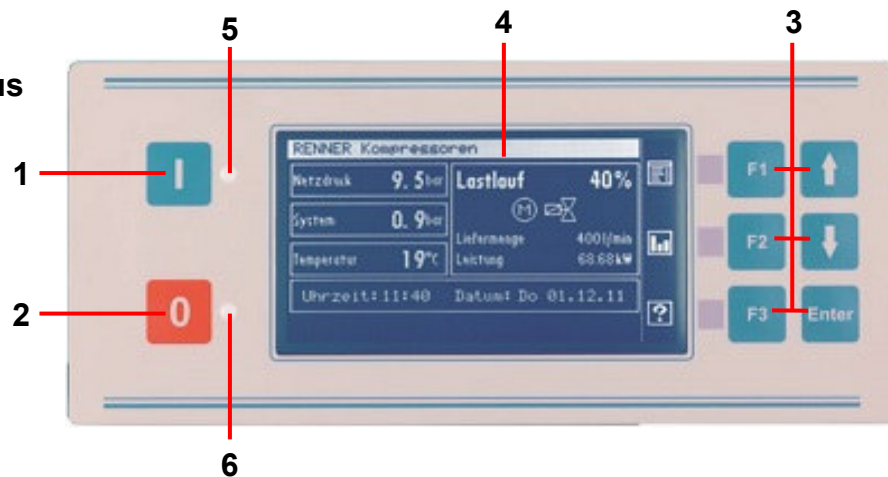 5 4 3
us
RENNER Kompressoren
1 I Netzdruck 9.5bar Lastlauf 40% F1
System 0.9bar M
Liefermenge 400l/min F2
Temperatur 19°C Leistung 68.68kW
2 0 Uhrzeit:11:40 Datum: Do 01.12.11 ? F3 Enter
6